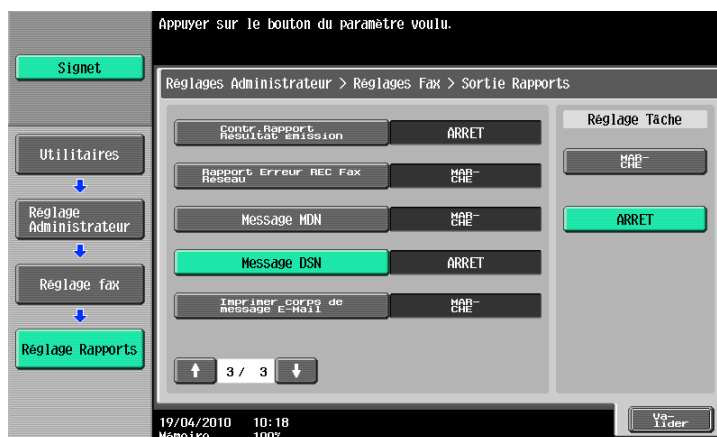 Appuyer sur le bouton du paramètre voulu.
Signet
Réglages Administrateur > Réglages Fax > Sortie Rapports
Utilitaires
Réglage
Administrateur
Réglage fax
Réglage Rapports
Contr.Rapport
Résultat émission
ARRET
Rapport Erreur REC Fax
Réseau
MAR-
CHE
Message MDN
MAR-
CHE
Message DSN
ARRET
Imprimer corps de
message E-Mail
MAR-
CHE
3/ 3
Réglage Tâche
MAR-
CHE
ARRET
19/04/2010 10:18
Mémoire 100%
Va-
lider